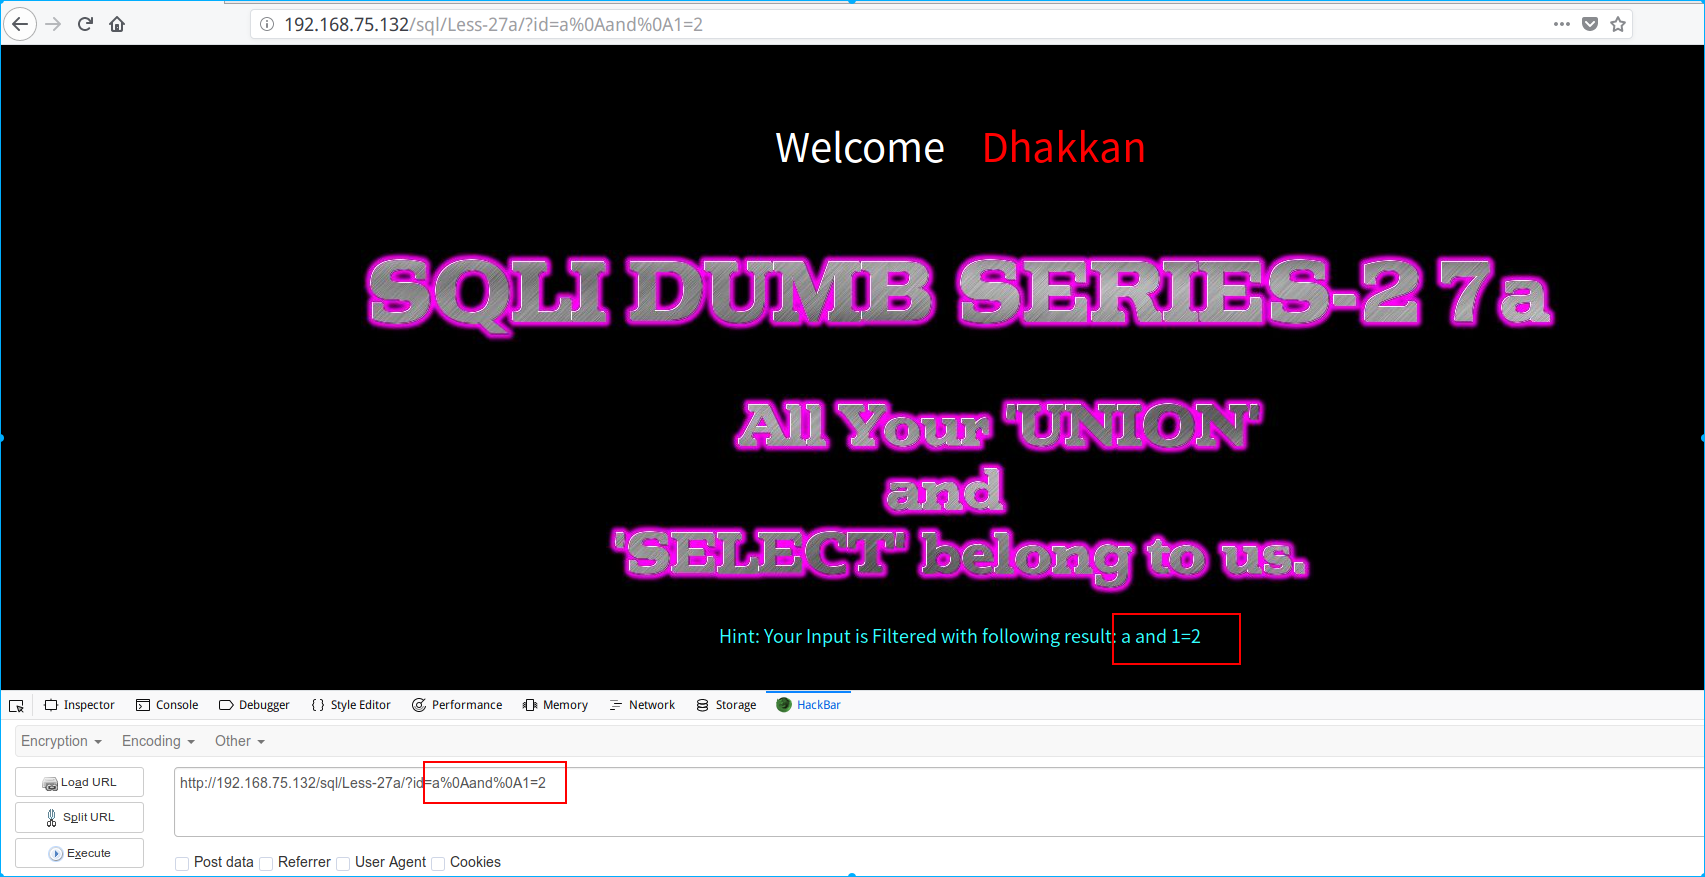 192.168.75.132/sql/Less-27a/?id=a%0Aand%0A1=2
Welcome Dhakkan
SQLI DUMB SERIES-27a
All Your 'UNION'
and
'SELECT' belong to us.
Hint: Your Input is Filtered with following result: a and 1=2
Inspector Console Debugger { } Style Editor Performance Memory Network Storage HackBar
Encryption Encoding Other
Load URL
http://192.168.75.132/sql/Less-27a/?id=a%0Aand%0A1=2
Split URL
Execute
Post data Referrer User Agent Cookies